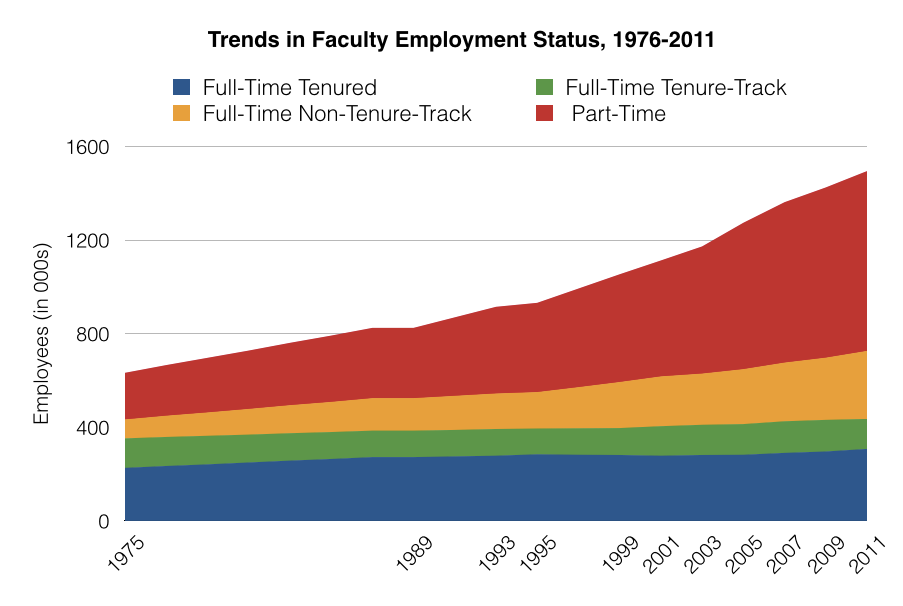 Trends in Faculty Employment Status, 1976-2011
Full-Time Tenured
Full-Time Tenure-Track
Full-Time Non-Tenure-Track
Part-Time
1600
1200
800
400
0
Employees (in 000s)
1975
1989
1993
1995
1999
2001
2003
2005
2007
2009
2011